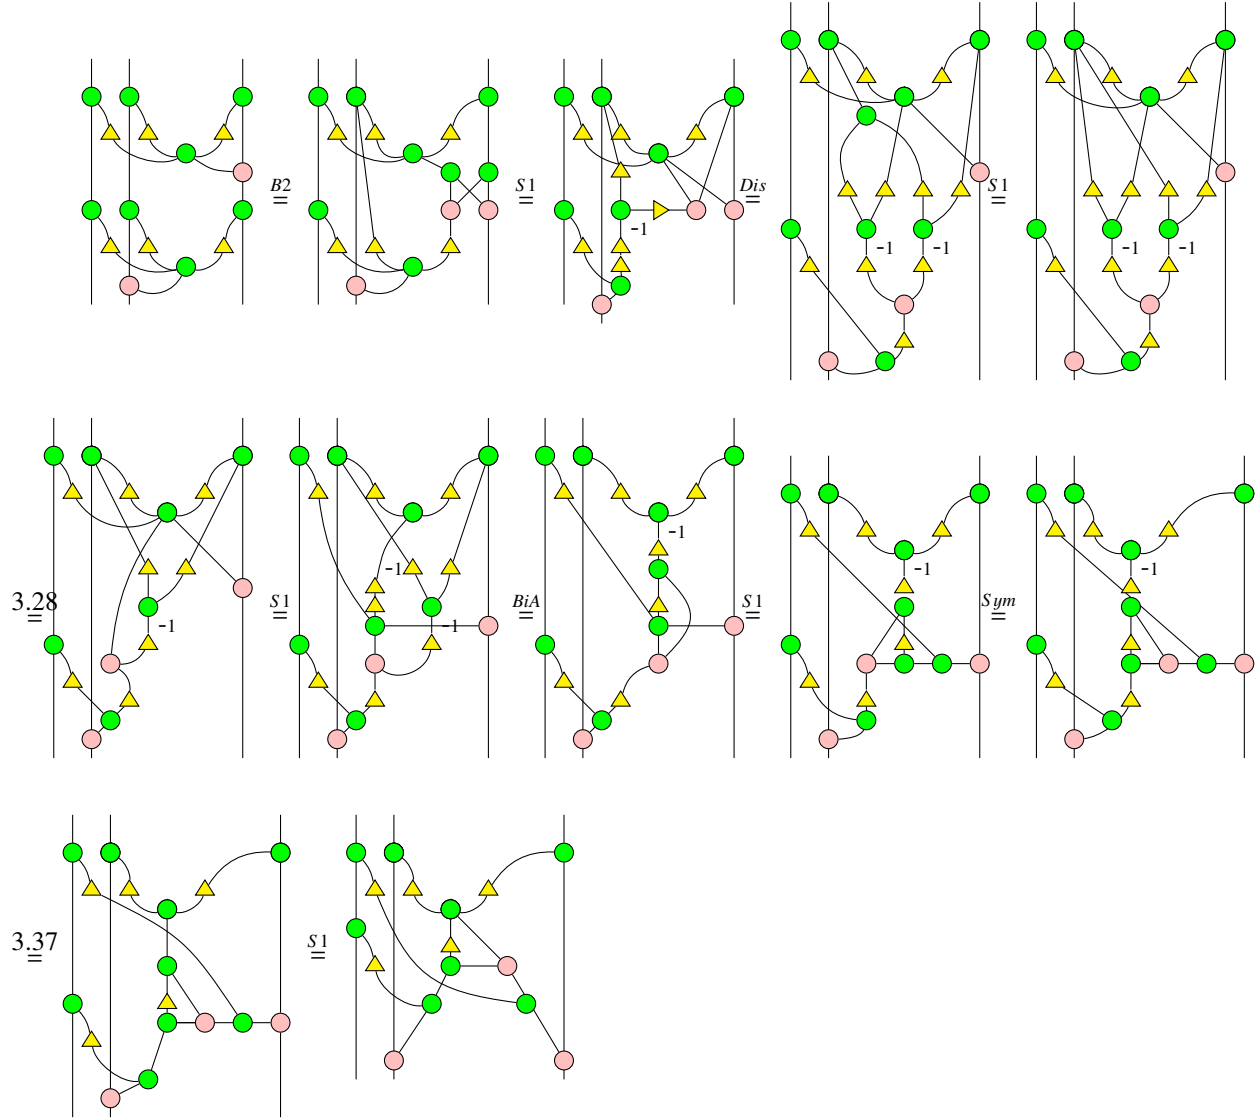 B2 = S1 = Dis = S1 =
-1 -1 -1 -1 -1
3.28 = S1 = BiA = S1 = Sym =
-1 -1 -1 -1 -1 -1
3.37 = S1 =